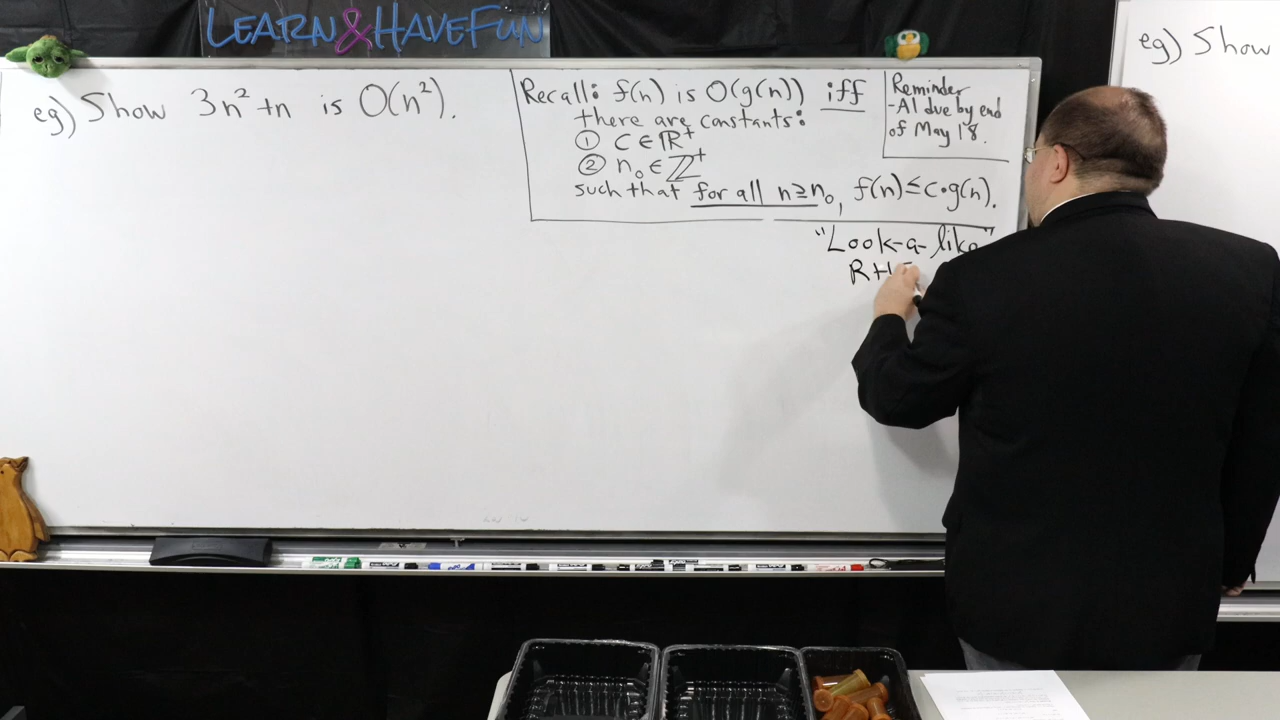 LEARN&HAVEFUN
eg) Show 3n²+n is O(n²).
Recall: f(n) is O(g(n)) iff
there are constants:
① C∈ℝ⁺
② n₀∈ℤ⁺
such that for all n≥n₀, f(n)≤c•g(n).
Reminder
-A1 due by end
of May 18.
"Look-a-like"
RH
eg) Show